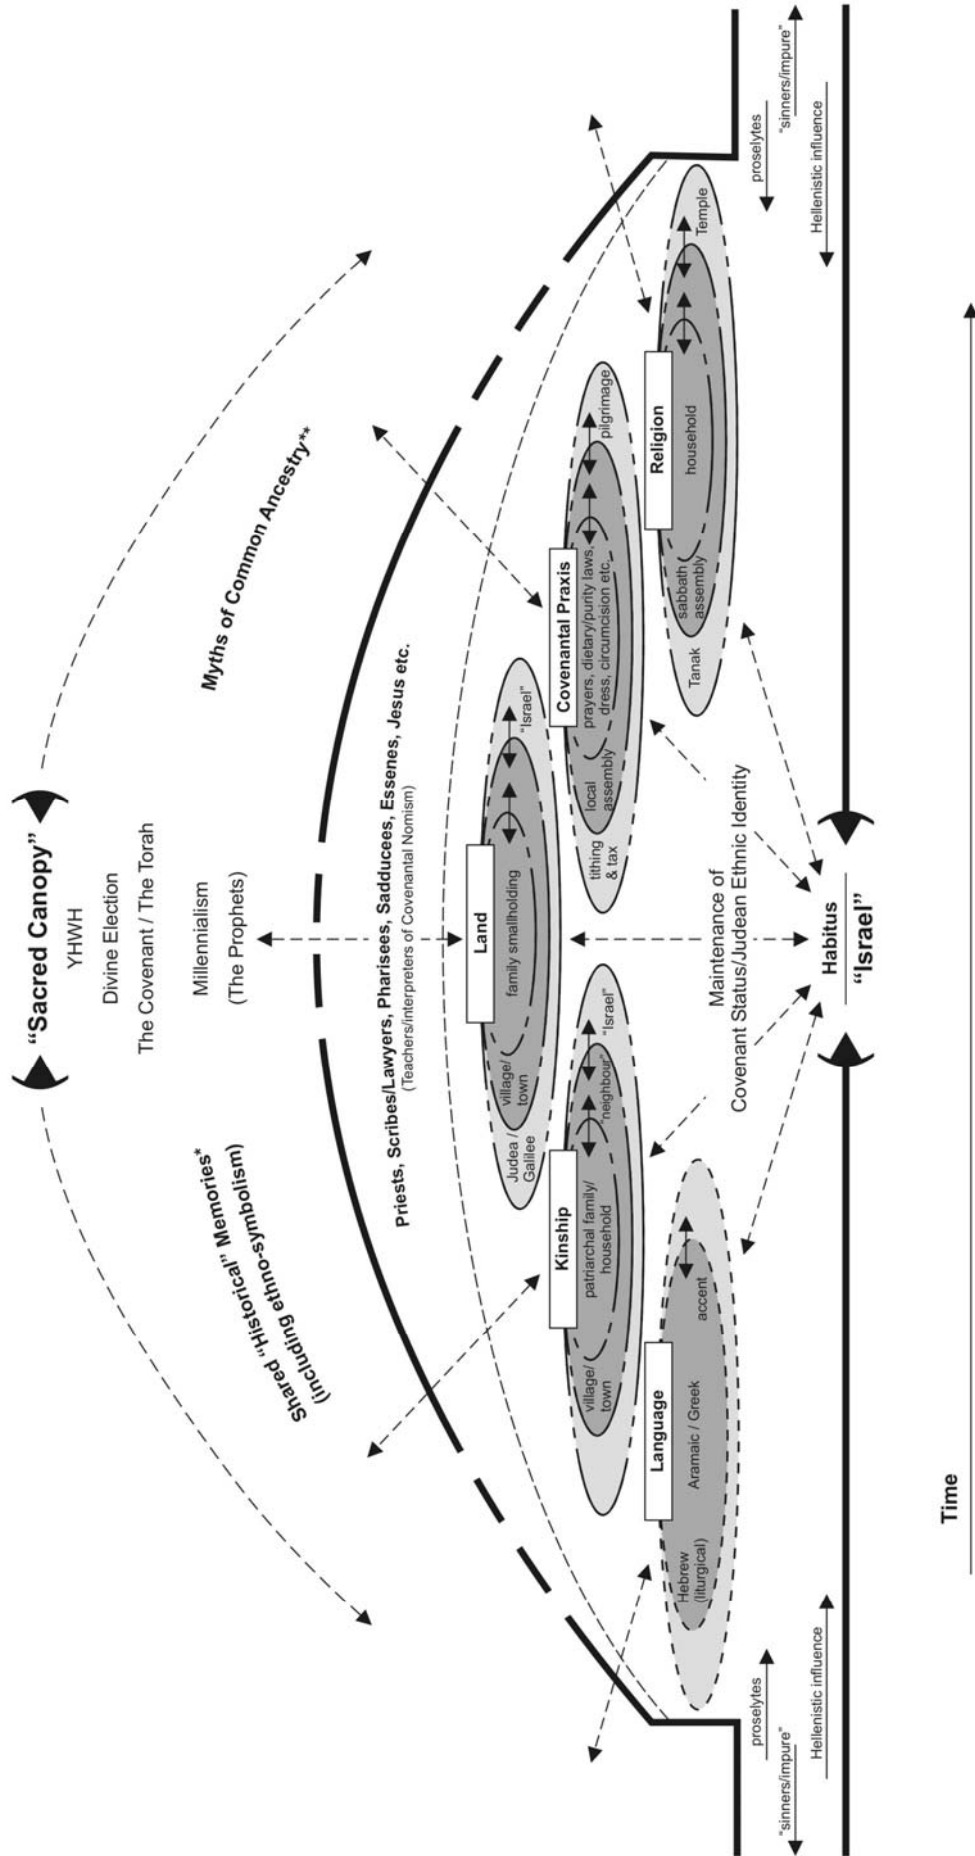 “Sacred Canopy”
YHWH
Divine Election
The Covenant / The Torah
Millennialism
(The Prophets)
Shared “Historical” Memories*
(including ethno-symbolism)
Myths of Common Ancestry**
Priests, Scribes/Lawyers, Pharisees, Sadducees, Essenes, Jesus etc.
(Teachers/interpreters of Covenantal Nomism)
Land
family smallholding
village/
town
Judea /
Galilee
“Israel”
Kinship
patriarchal family/
household
village/
town
“neighbour”
“Israel”
Covenantal Praxis
prayers, dietary/purity laws,
dress, circumcision etc.
local
assembly
tithing
& tax
pilgrimage
Language
Aramaic / Greek
Hebrew
(liturgical)
accent
Religion
household
sabbath
assembly
Tanak
Temple
Maintenance of
Covenant Status/Judean Ethnic Identity
proselytes
“sinners/impure”
Hellenistic influence
proselytes
“sinners/impure”
Hellenistic influence
Habitus
“Israel”
Time